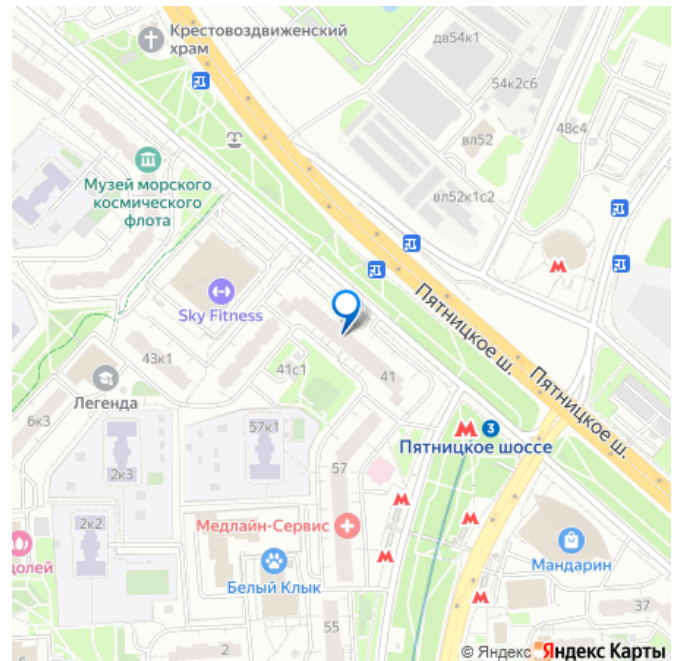 Крестовоздвиженский
храм
дв54к1
54к2с6
48с4
вл52
вл52к1с2
Музей морского
космического
флота
Sky Fitness
Пятницкое ш.
Пятницкое ш.
43к1
41с1
41
Легенда
6к3
57к1
2к3
57
3
Пятницкое шоссе
2к2
Медлайн-Сервис
долей
Белый Клык
Мандарин
37
55
2
© Яндекс Яндекс Карты